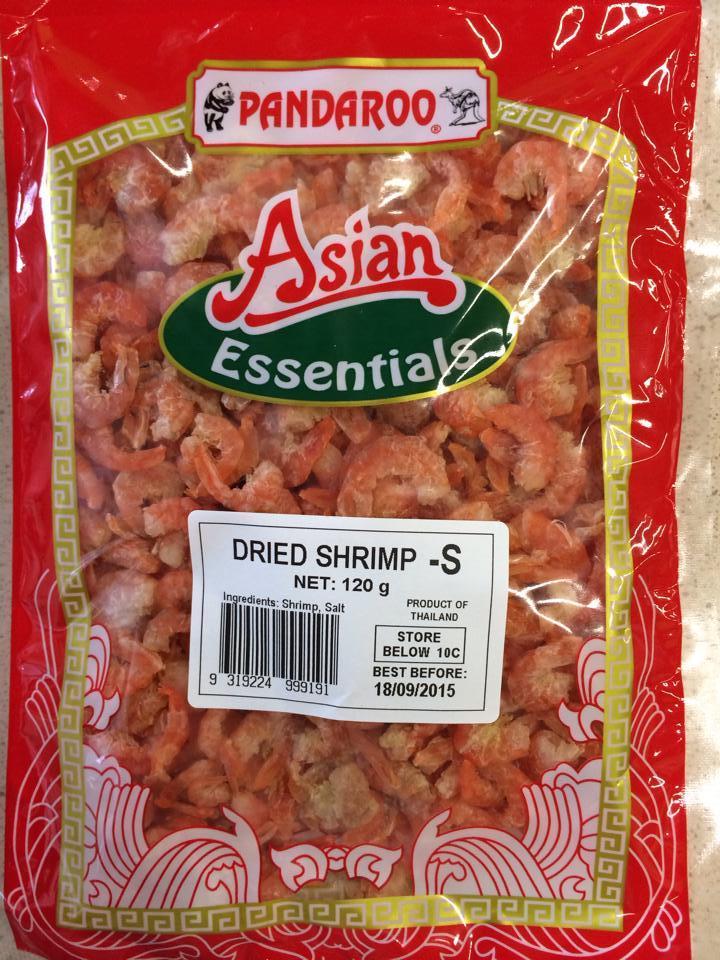 PANDAROO®
Asian
Essentials
DRIED SHRIMP -S
NET: 120 g
Ingredients: Shrimp, Salt
PRODUCT OF
THAILAND
STORE
BELOW 10C
BEST BEFORE:
18/09/2015
9 319224 999191